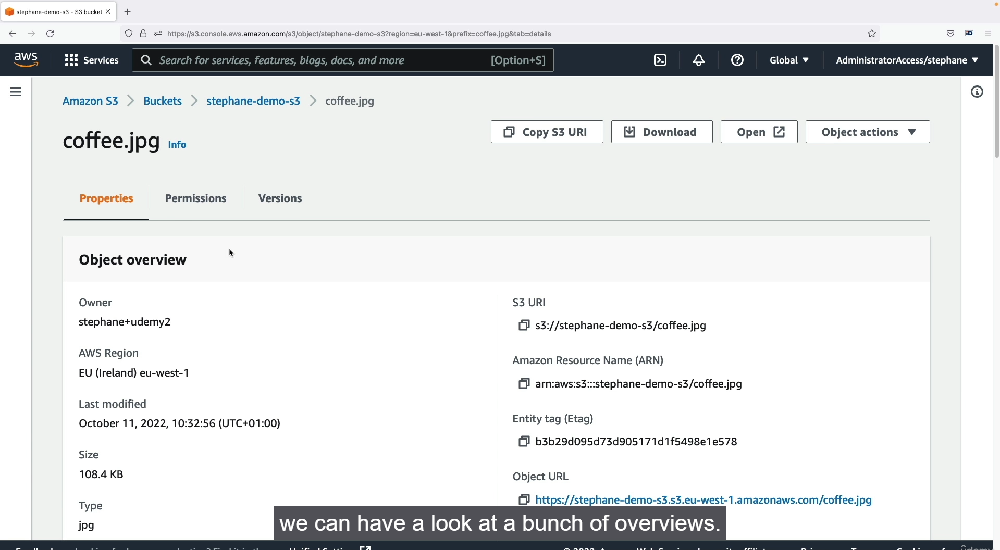 stephane-demo-s3 - S3 bucket
https://s3.console.aws.amazon.com/s3/object/stephane-demo-s3?region=eu-west-1&prefix=coffee.jpg&tab=details
iD
aws
Services
Search for services, features, blogs, docs, and more
[Option+S]
Global
AdministratorAccess/stephane
Amazon S3
Buckets
stephane-demo-s3
coffee.jpg
coffee.jpg
Info
Copy S3 URI
Download
Open
Object actions
Properties
Permissions
Versions
Object overview
Owner
stephane+udemy2
AWS Region
EU (Ireland) eu-west-1
Last modified
October 11, 2022, 10:32:56 (UTC+01:00)
Size
108.4 KB
Type
jpg
S3 URI
s3://stephane-demo-s3/coffee.jpg
Amazon Resource Name (ARN)
arn:aws:s3:::stephane-demo-s3/coffee.jpg
Entity tag (Etag)
b3b29d095d73d905171d1f5498e1e578
Object URL
https://stephane-demo-s3.s3.eu-west-1.amazonaws.com/coffee.jpg
we can have a look at a bunch of overviews.